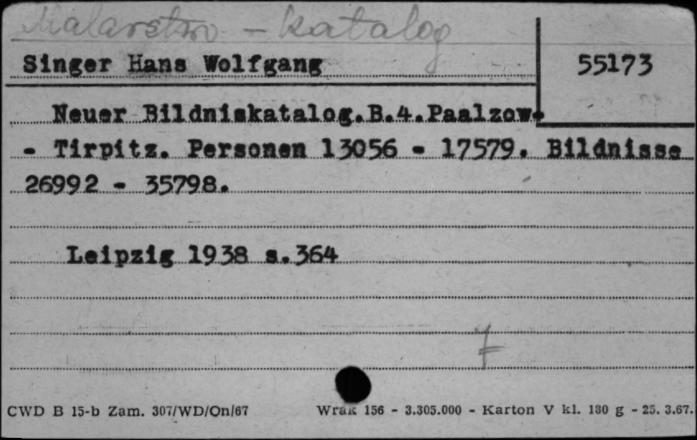 Malarstwo - katalog
Singer Hans Wolfgang
55173
Neuer Bildniskatalog.B.4.Paalzow-
- Tirpitz. Personen 13056 - 17579. Bildnisse
26992 - 35798.
Leipzig 1938 s.364
CWD B 15-b Zam. 307/WD/On/67 Wrak 156 - 3.305.000 - Karton V kl. 180 g - 25. 3.67.